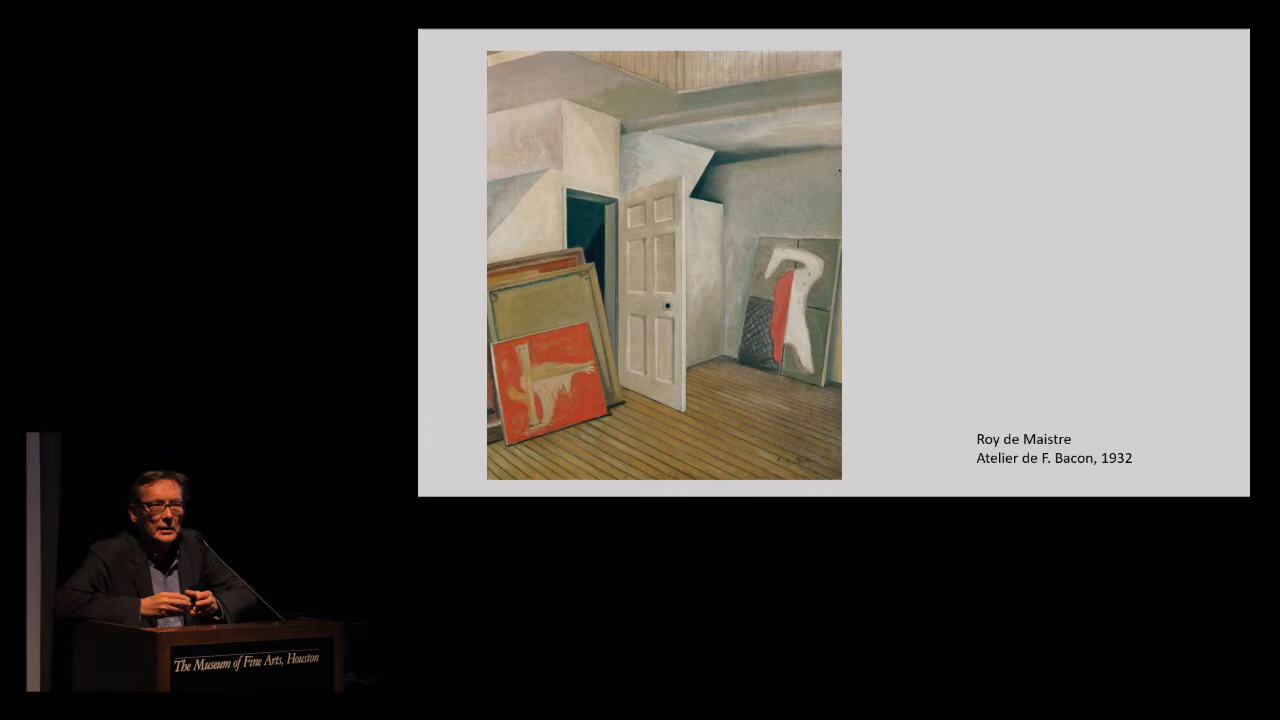 Roy de Maistre
Atelier de F. Bacon, 1932
The Museum of Fine Arts, Houston